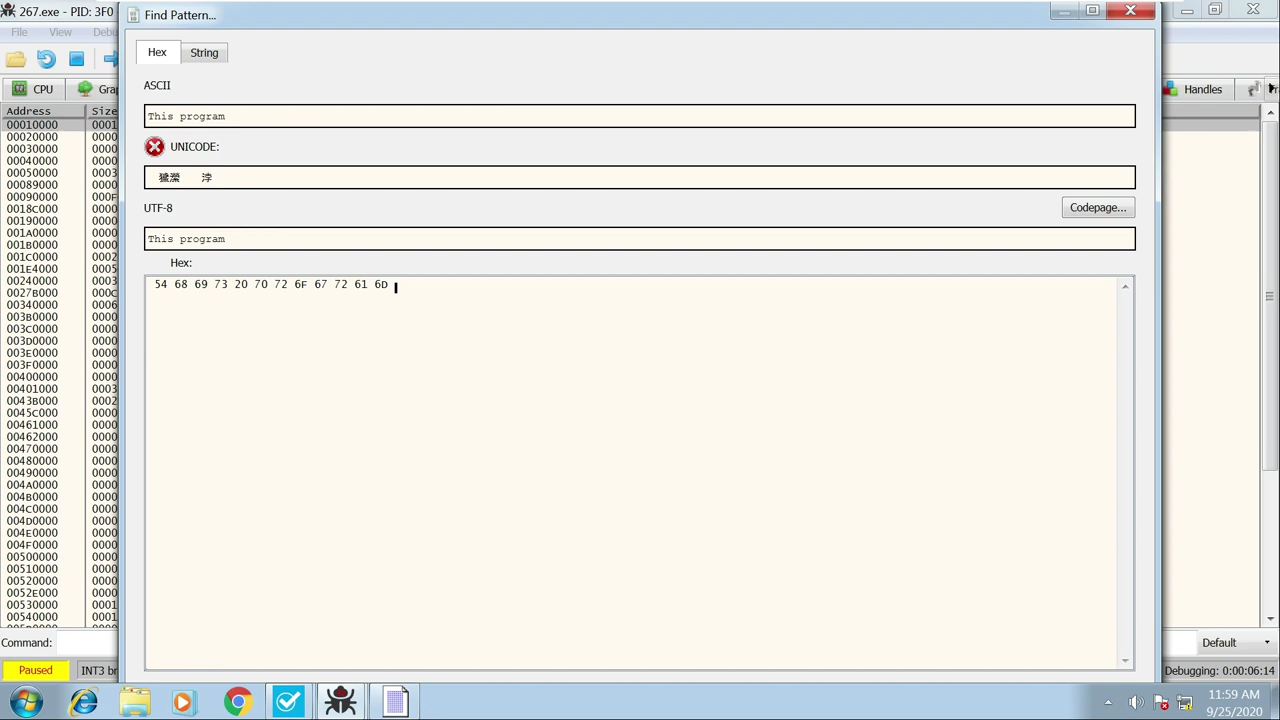 267.exe - PID: 3F0
Find Pattern...
File
View
Hex
String
CPU
ASCII
Handles
Address
Size
This program
UNICODE:
UTF-8
Codepage...
This program
Hex:
54 68 69 73 20 70 72 6F 67 72 61 6D
00010000
00020000
00030000
00040000
00050000
00089000
00090000
0018C000
00190000
001A0000
001B0000
001C0000
001E4000
00240000
0027B000
00340000
003B0000
003C0000
003D0000
003E0000
003F0000
00400000
00401000
0043B000
0045C000
00461000
00462000
00470000
00480000
00490000
004A0000
004B0000
004C0000
004D0000
004E0000
004F0000
00500000
00510000
00520000
0052E000
00530000
00540000
Command:
Default
Paused
INT3 br
Debugging: 0:00:06:14
11:59 AM
9/25/2020